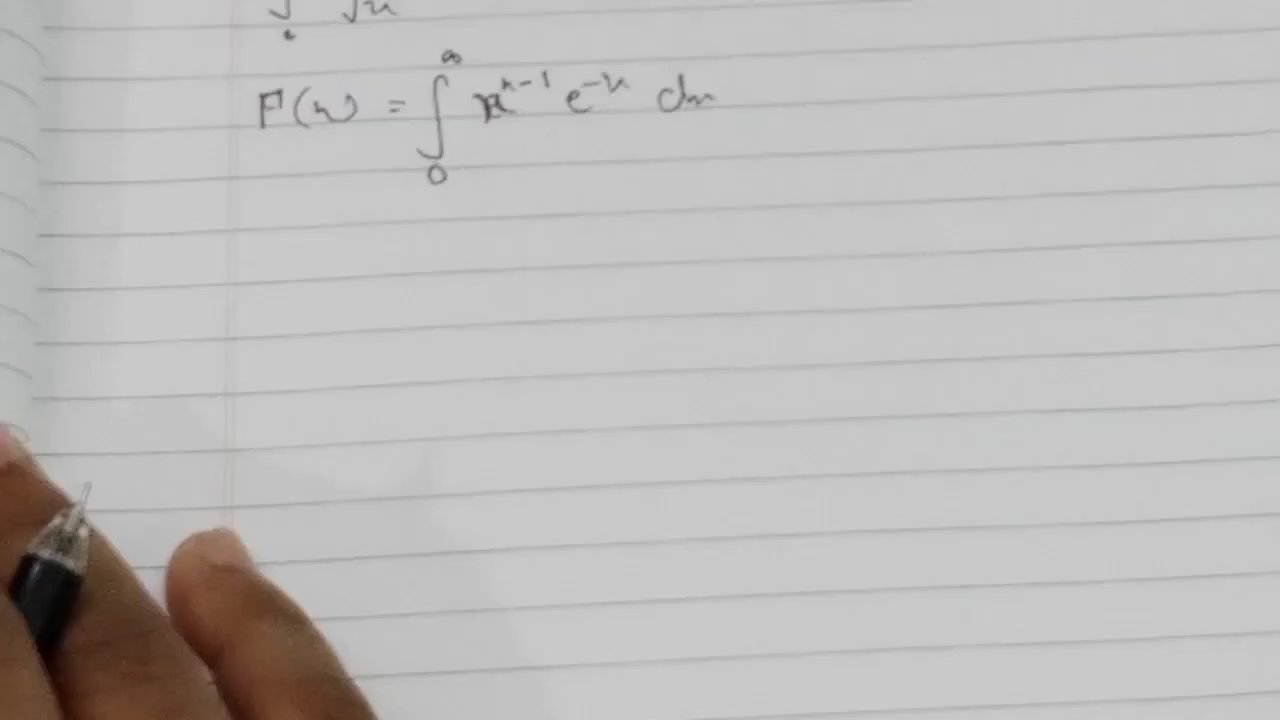 ∫ √x
Γ(n) = ∫₀^∞ x^{n-1} e^{-x} dx